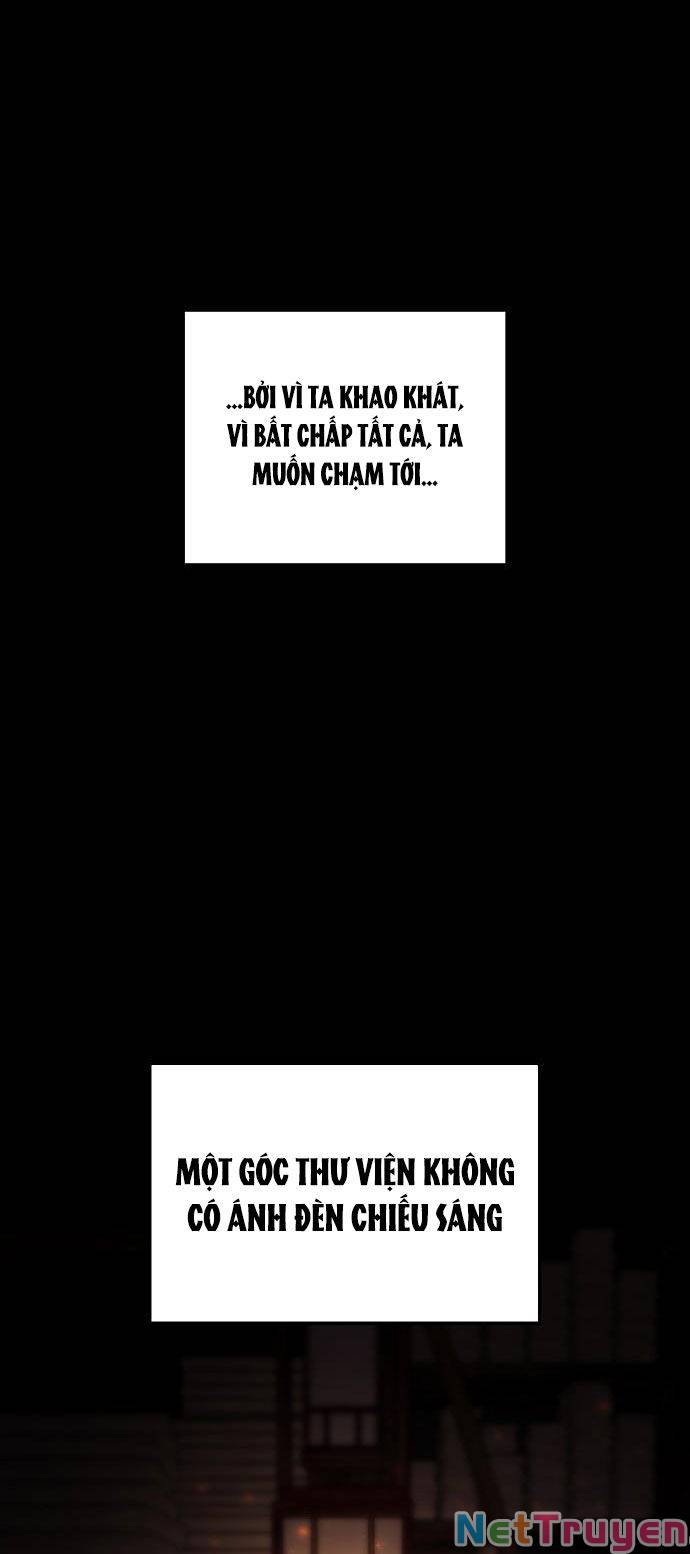 ...BỞI VÌ TA KHAO KHÁT,
VÌ BẤT CHẤP TẤT CẢ, TA
MUỐN CHẠM TỚI...
MỘT GÓC THƯ VIỆN KHÔNG
CÓ ÁNH ĐÈN CHIẾU SÁNG
NetTruyen